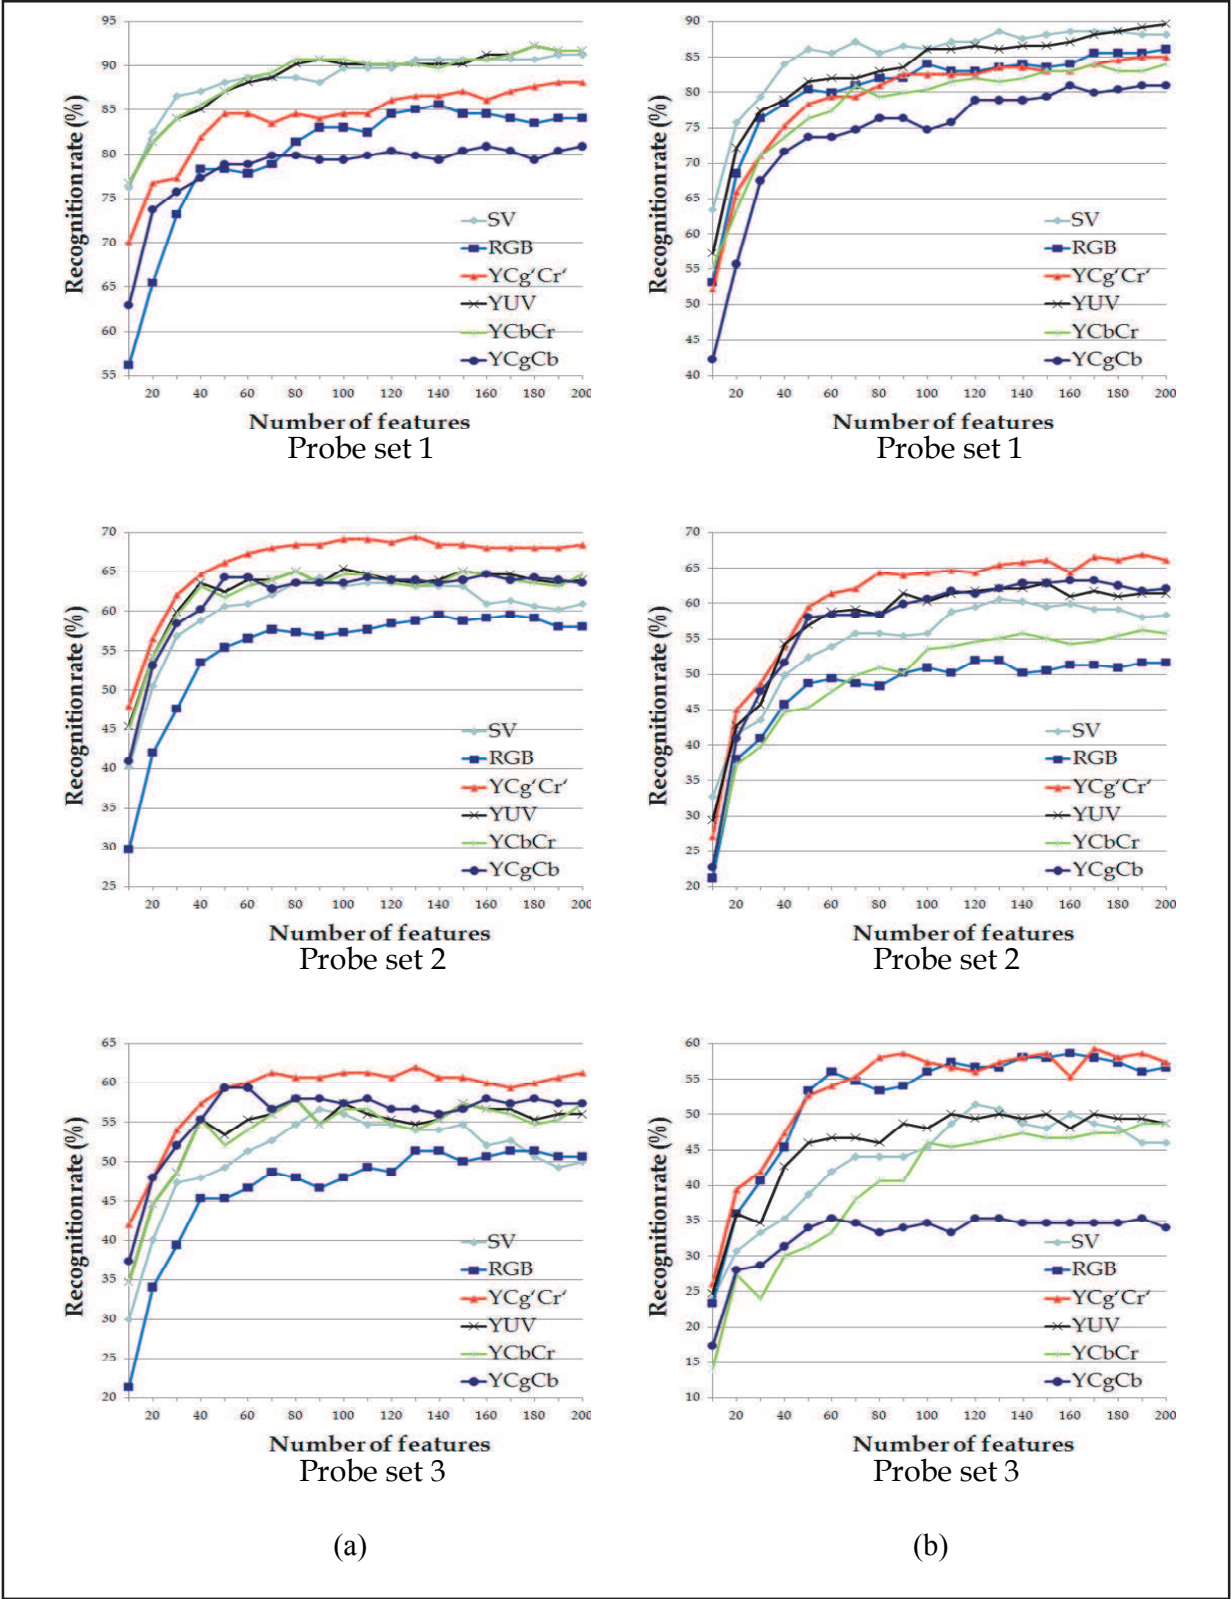 95
90
85
80
75
70
65
60
55
Recognition rate (%)
SV
RGB
YCg'Cr'
YUV
YCbCr
YCgCb
20 40 60 80 100 120 140 160 180 200
Number of features
Probe set 1
90
85
80
75
70
65
60
55
50
45
40
Recognition rate (%)
SV
RGB
YCg'Cr'
YUV
YCbCr
YCgCb
20 40 60 80 100 120 140 160 180 200
Number of features
Probe set 1
70
65
60
55
50
45
40
35
30
25
Recognition rate (%)
SV
RGB
YCg'Cr'
YUV
YCbCr
YCgCb
20 40 60 80 100 120 140 160 180 200
Number of features
Probe set 2
70
65
60
55
50
45
40
35
30
25
20
Recognition rate (%)
SV
RGB
YCg'Cr'
YUV
YCbCr
YCgCb
20 40 60 80 100 120 140 160 180 200
Number of features
Probe set 2
65
60
55
50
45
40
35
30
25
20
Recognition rate (%)
SV
RGB
YCg'Cr'
YUV
YCbCr
YCgCb
20 40 60 80 100 120 140 160 180 200
Number of features
Probe set 3
60
55
50
45
40
35
30
25
20
15
10
Recognition rate (%)
SV
RGB
YCg'Cr'
YUV
YCbCr
YCgCb
20 40 60 80 100 120 140 160 180 200
Number of features
Probe set 3
(a)
(b)